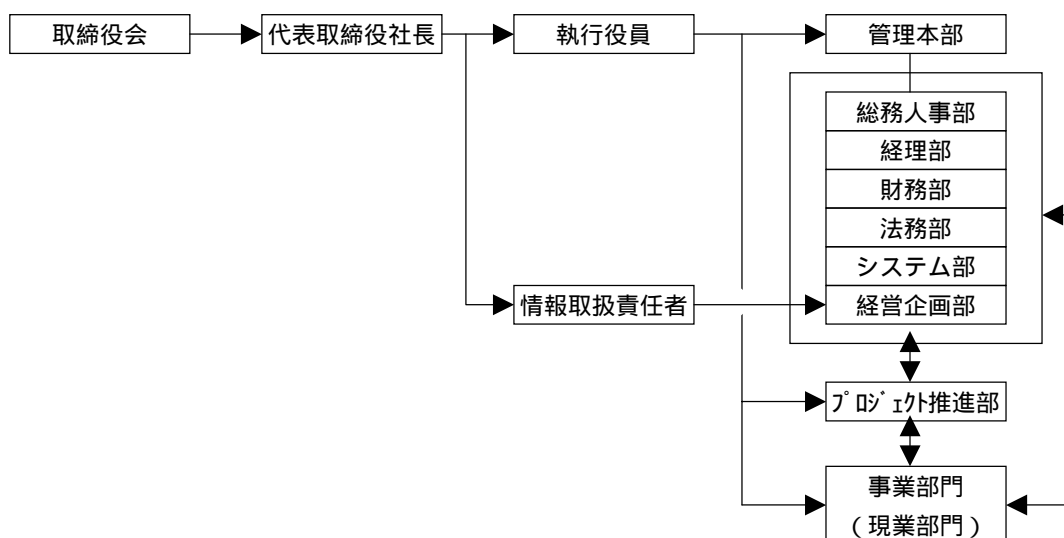 取締役会
代表取締役社長
執行役員
管理本部
総務人事部
経理部
財務部
法務部
システム部
情報取扱責任者
経営企画部
ﾌﾟﾛｼﾞｪｸﾄ推進部
事業部門
（現業部門）